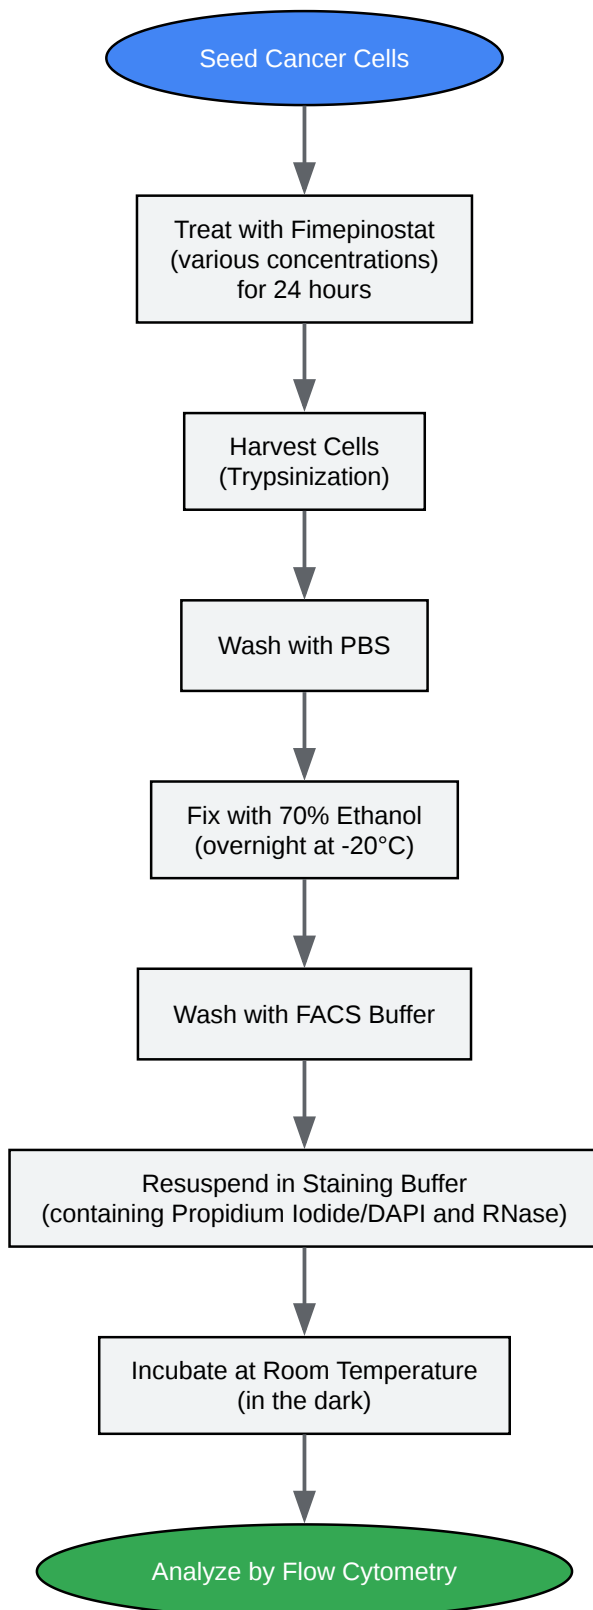 Seed Cancer Cells
Treat with Fimepinostat
(various concentrations)
for 24 hours
Harvest Cells
(Trypsinization)
Wash with PBS
Fix with 70% Ethanol
(overnight at -20°C)
Wash with FACS Buffer
Resuspend in Staining Buffer
(containing Propidium Iodide/DAPI and RNase)
Incubate at Room Temperature
(in the dark)
Analyze by Flow Cytometry